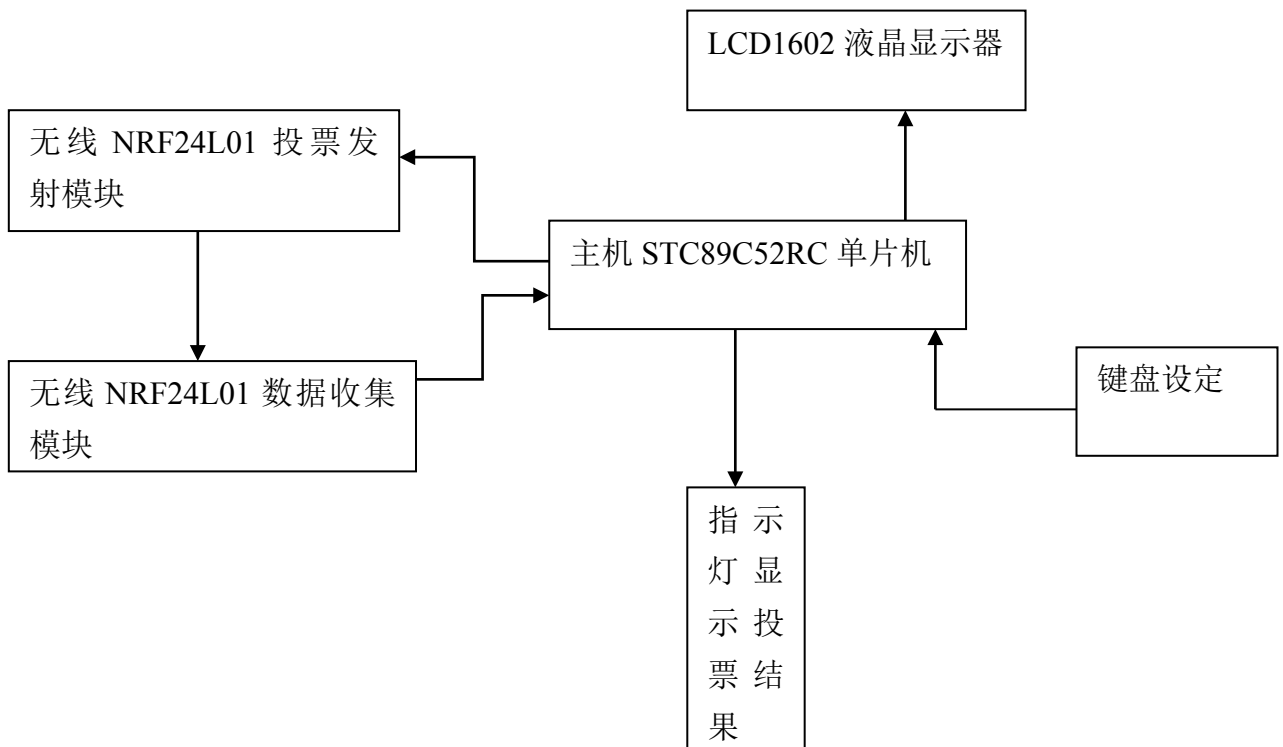 LCD1602 液晶显示器
无线 NRF24L01 投票发
射模块
主机 STC89C52RC 单片机
无线 NRF24L01 数据收集
模块
键盘设定
指示
灯显
示投
票结
果